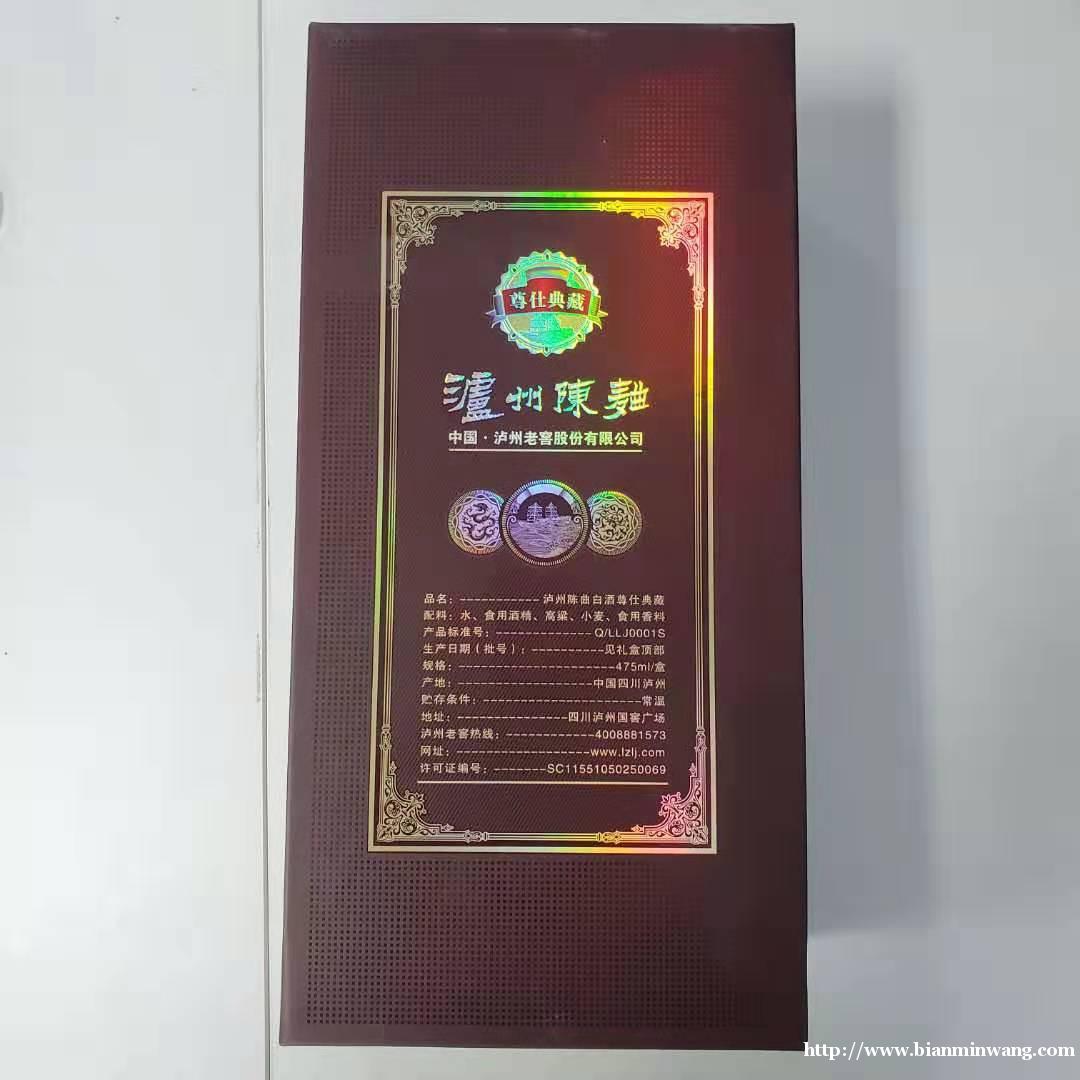 尊仕典藏
瀘州陳麯
中国·泸州老窖股份有限公司
品名：-----------泸州陈曲白酒尊仕典藏
配料：水、食用酒精、高粱、小麦、食用香料
产品标准号：-------------Q/LLJ0001S
生产日期（批号）：----------见礼盒顶部
规格：---------------------475ml/盒
产地：------------------中国四川泸州
贮存条件：---------------------常温
地址：---------------四川泸州国窖广场
泸州老窖热线：------------4008881573
网址：-------------------www.lzlj.com
许可证编号：-------SC11551050250069
http://www.bianminwang.com